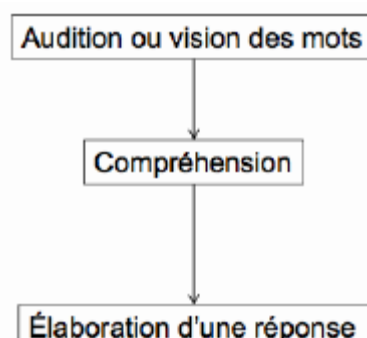 Audition ou vision des mots
Compréhension
Élaboration d'une réponse